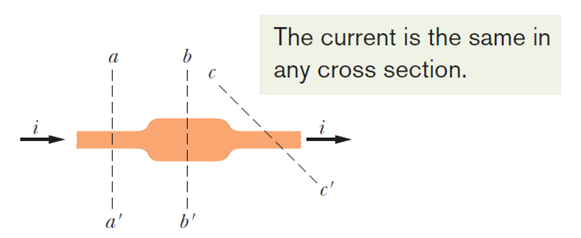 The current is the same in
any cross section.
a
b
c
i
i
a'
b'
c'